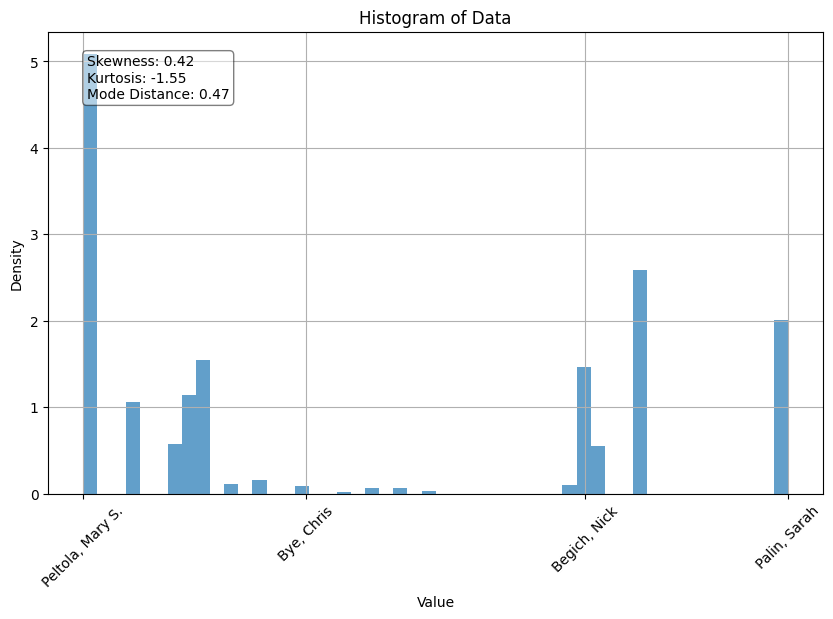 Histogram of Data
Skewness: 0.42
Kurtosis: -1.55
Mode Distance: 0.47
5
4
3
2
1
0
Density
Peltola, Mary S.
Bye, Chris
Begich, Nick
Palin, Sarah
Value